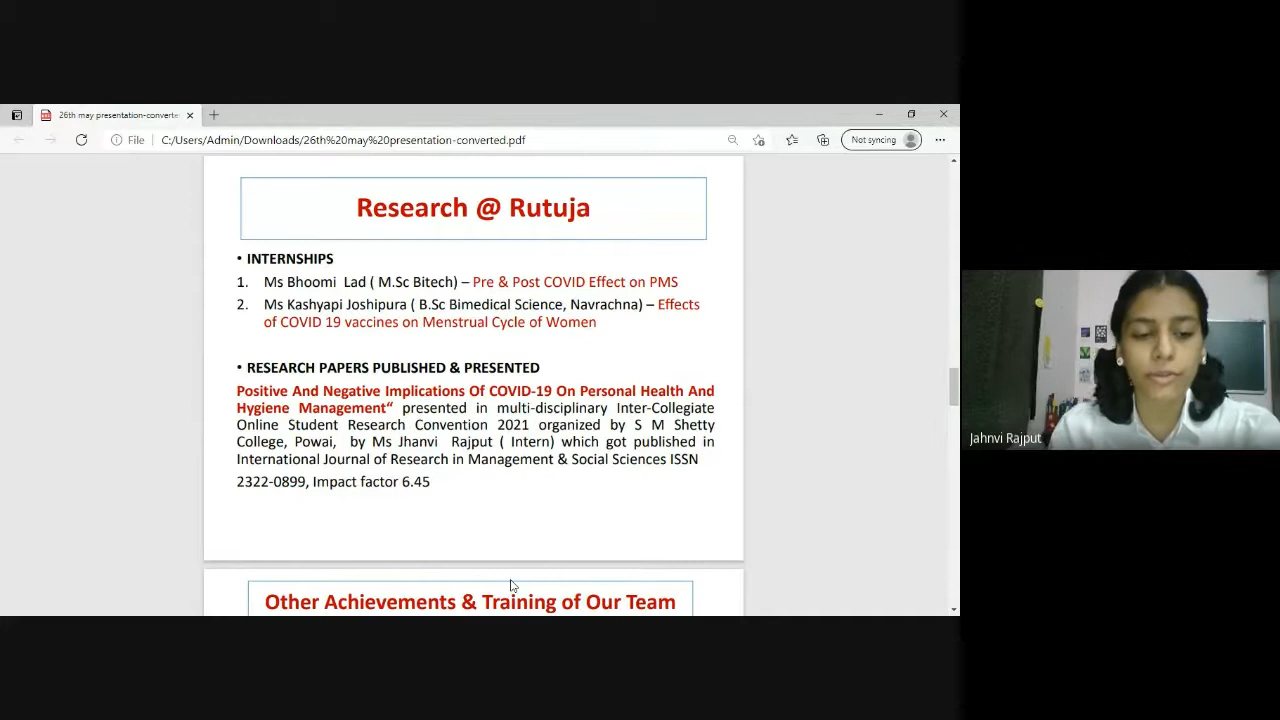 26th may presentation-converte
File
C:/Users/Admin/Downloads/26th%20may%20presentation-converted.pdf
Not syncing
Research @ Rutuja
• INTERNSHIPS
1. Ms Bhoomi Lad ( M.Sc Bitech) – Pre & Post COVID Effect on PMS
2. Ms Kashyapi Joshipura ( B.Sc Bimedical Science, Navrachna) – Effects
of COVID 19 vaccines on Menstrual Cycle of Women
• RESEARCH PAPERS PUBLISHED & PRESENTED
Positive And Negative Implications Of COVID-19 On Personal Health And
Hygiene Management“ presented in multi-disciplinary Inter-Collegiate
Online Student Research Convention 2021 organized by S M Shetty
College, Powai, by Ms Jhanvi Rajput ( Intern) which got published in
International Journal of Research in Management & Social Sciences ISSN
2322-0899, Impact factor 6.45
Other Achievements & Training of Our Team
Jahnvi Rajput